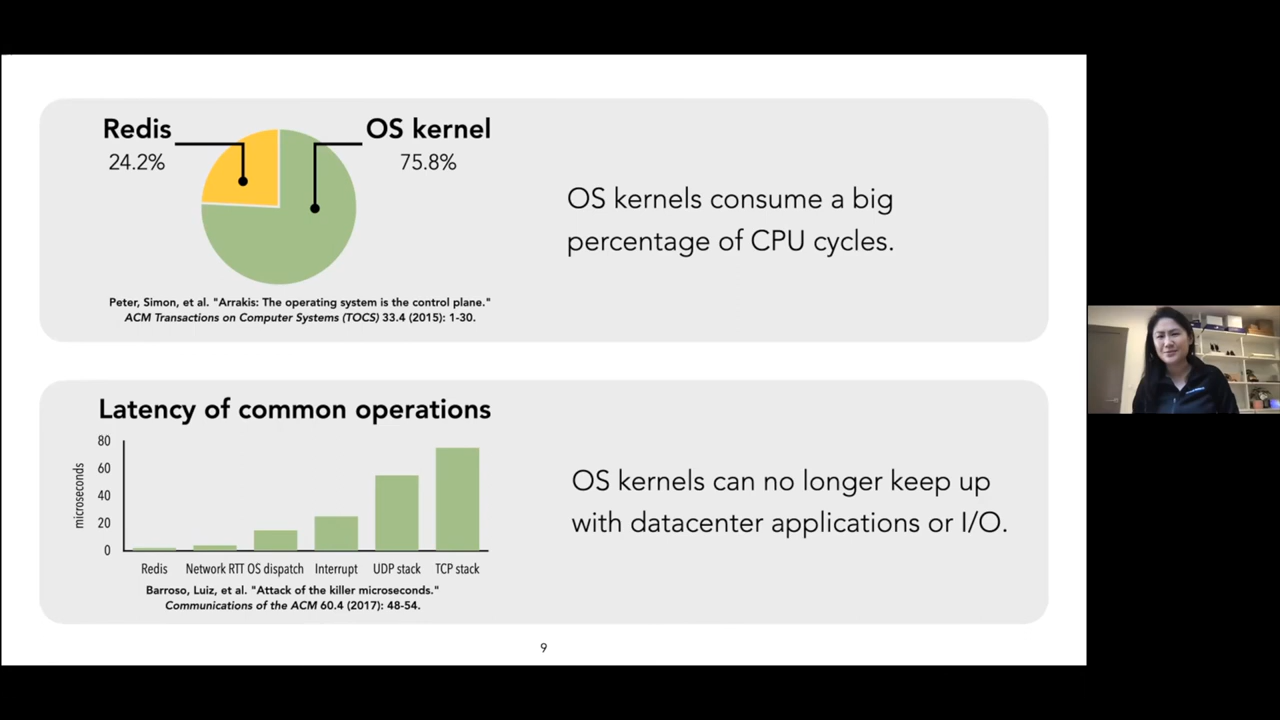 Redis
24.2%
OS kernel
75.8%
OS kernels consume a big
percentage of CPU cycles.
Peter, Simon, et al. "Arrakis: The operating system is the control plane."
ACM Transactions on Computer Systems (TOCS) 33.4 (2015): 1-30.
Latency of common operations
microseconds
80
60
40
20
0
Redis
Network RTT
OS dispatch
Interrupt
UDP stack
TCP stack
Barroso, Luiz, et al. "Attack of the killer microseconds."
Communications of the ACM 60.4 (2017): 48-54.
OS kernels can no longer keep up
with datacenter applications or I/O.
9